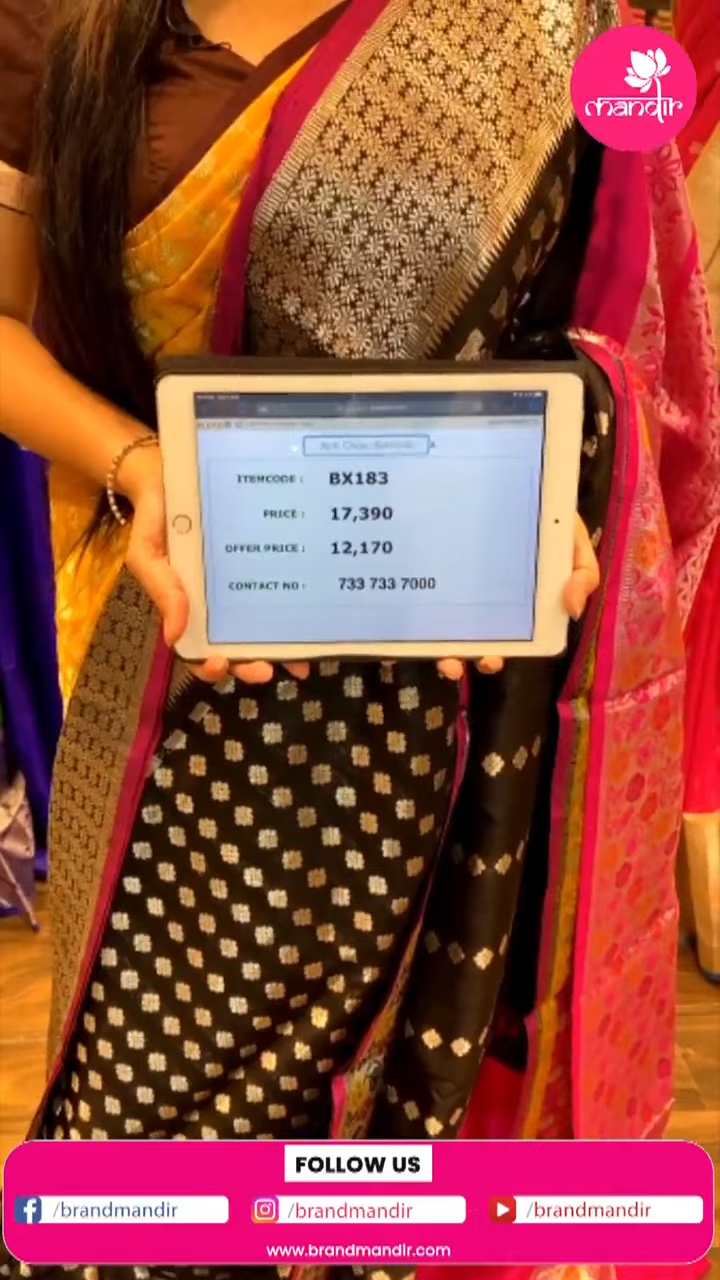 mandir
ITEMCODE : BX183
PRICE : 17,390
OFFER PRICE : 12,170
CONTACT NO : 733 733 7000
FOLLOW US
/brandmandir /brandmandir /brandmandir
www.brandmandir.com